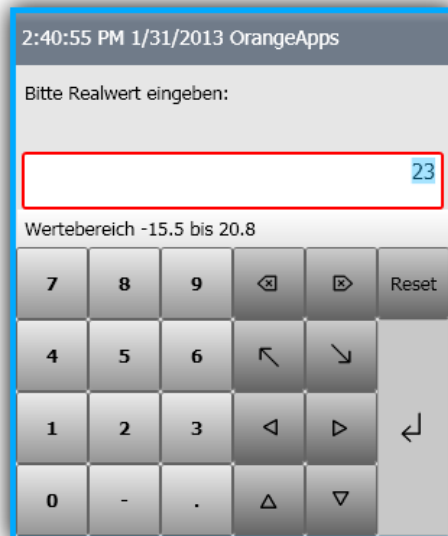 2:40:55 PM 1/31/2013 OrangeApps
Bitte Realwert eingeben:
23
Wertebereich -15.5 bis 20.8
7 8 9 Reset
4 5 6
1 2 3
0 - .